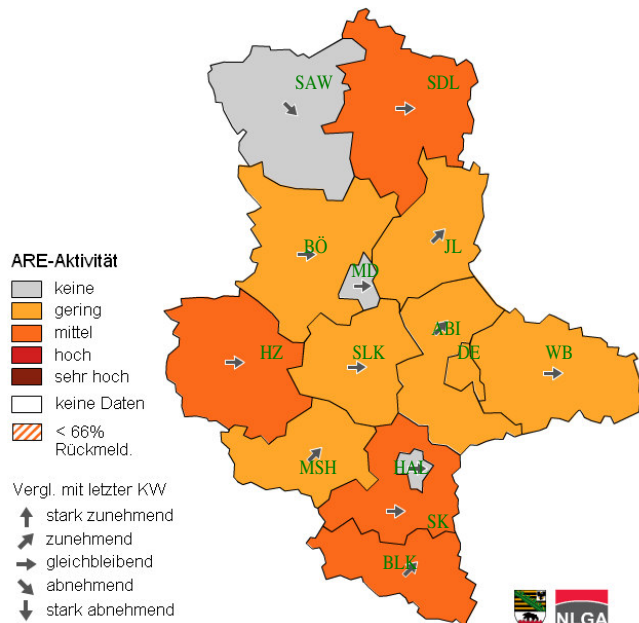 SAW
SDL
BÖ
JL
MD
ABI
HZ
SLK
DE
WB
MSH
HAL
SK
BLK
ARE-Aktivität
keine
gering
mittel
hoch
sehr hoch
keine Daten
< 66%
Rückmeld.
Vergl. mit letzter KW
stark zunehmend
zunehmend
gleichbleibend
abnehmend
stark abnehmend
NLGA